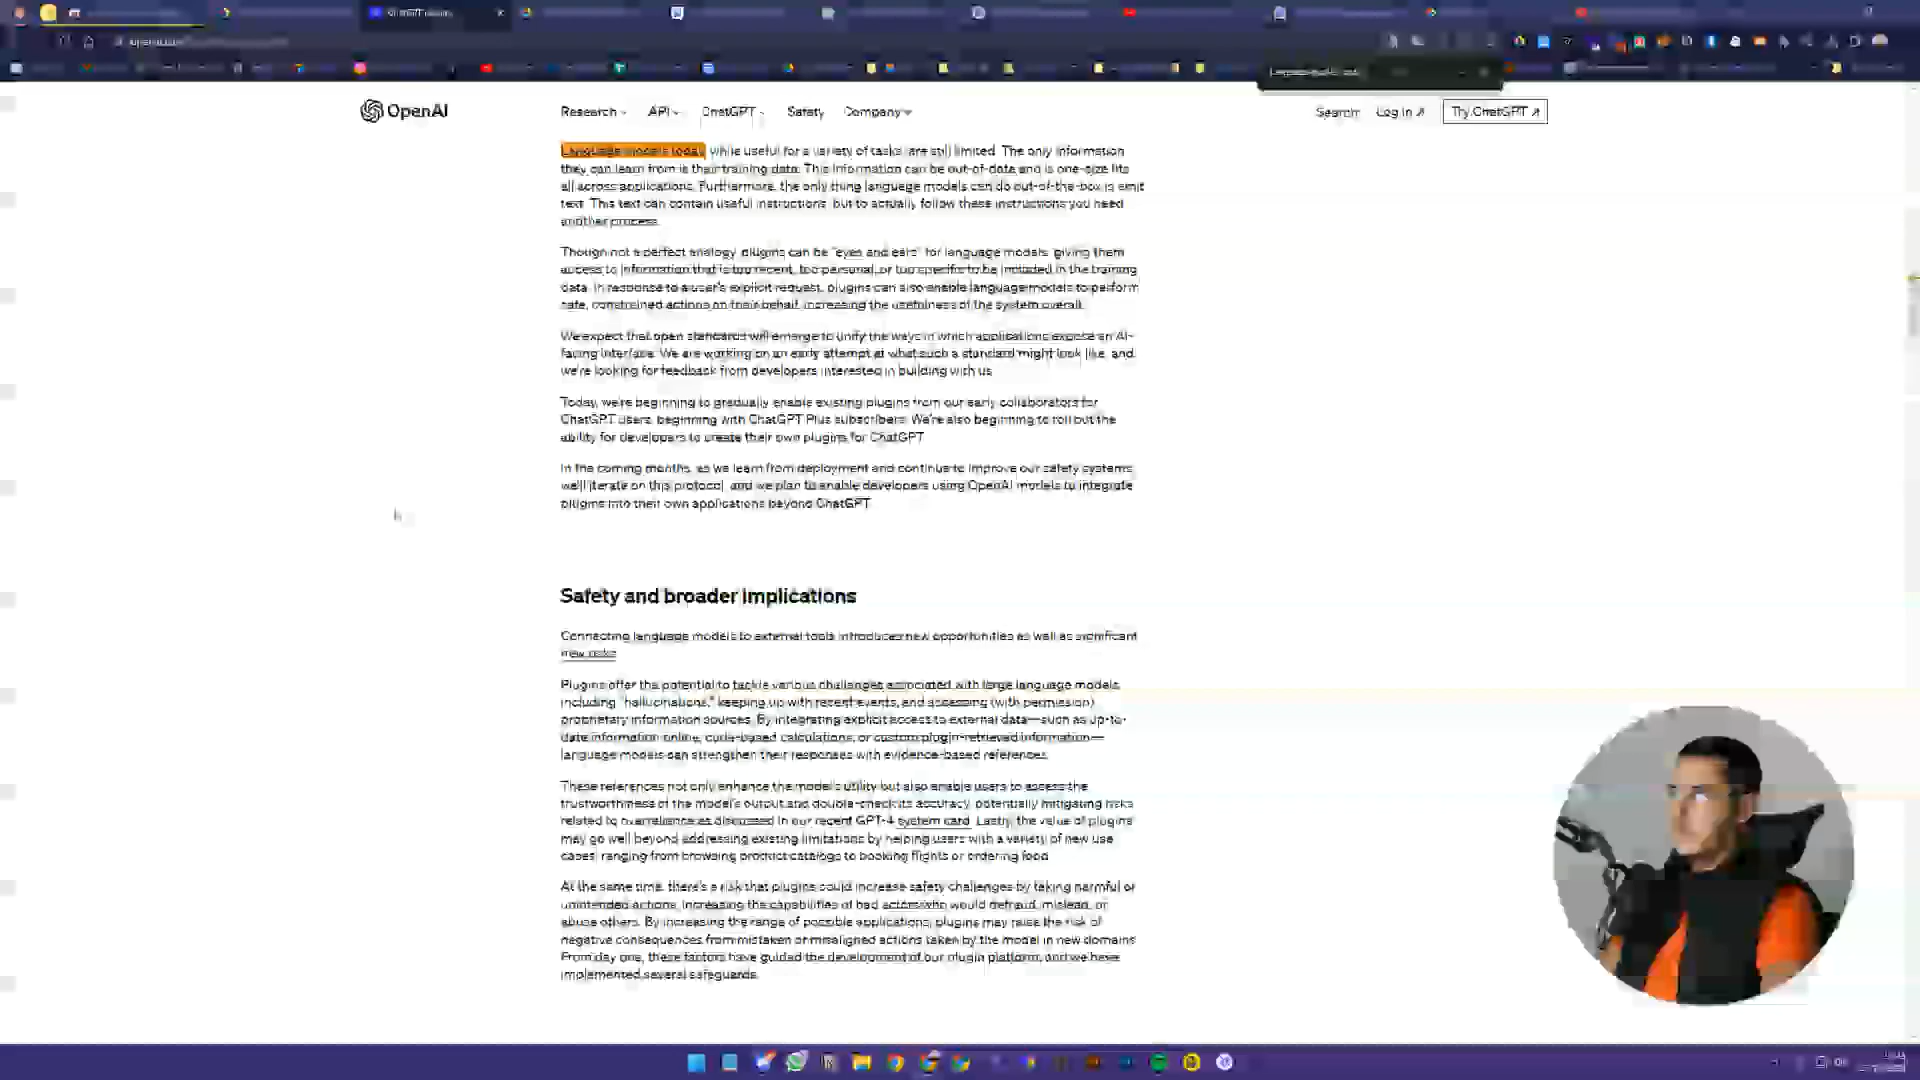 OpenAI
Research
API
ChatGPT
Safety
Company
Search
Log in ↗
Try ChatGPT ↗
Language models today, while useful for a variety of tasks, are still limited. The only information
they can learn from is their training data. This information can be out-of-date and is one-size fits
all across applications. Furthermore, the only thing language models can do out-of-the-box is emit
text. This text can contain useful instructions, but to actually follow these instructions you need
another process.
Though not a perfect analogy, plugins can be “eyes and ears” for language models, giving them
access to information that is too recent, too personal, or too specific to be included in the training
data. In response to a user’s explicit request, plugins can also enable language models to perform
safe, constrained actions on their behalf, increasing the usefulness of the system overall.
We expect that open standards will emerge to unify the ways in which applications expose an AI-
facing interface. We are working on an early attempt at what such a standard might look like, and
we’re looking for feedback from developers interested in building with us.
Today, we’re beginning to gradually enable existing plugins from our early collaborators for
ChatGPT users, beginning with ChatGPT Plus subscribers. We’re also beginning to roll out the
ability for developers to create their own plugins for ChatGPT.
In the coming months, as we learn from deployment and continue to improve our safety systems,
we’ll iterate on this protocol, and we plan to enable developers using OpenAI models to integrate
plugins into their own applications beyond ChatGPT.
Safety and broader implications
Connecting language models to external tools introduces new opportunities as well as significant
new risks.
Plugins offer the potential to tackle various challenges associated with large language models,
including “hallucinations,” keeping up with recent events, and accessing (with permission)
proprietary information sources. By integrating explicit access to external data—such as up-to-
date information online, code-based calculations, or custom plugin-retrieved information—
language models can strengthen their responses with evidence-based references.
These references not only enhance the model’s utility but also enable users to assess the
trustworthiness of the model’s output and double-check its accuracy, potentially mitigating risks
related to overreliance as discussed in our recent GPT-4 system card. Lastly, the value of plugins
may go well beyond addressing existing limitations by helping users with a variety of new use
cases, ranging from browsing product catalogs to booking flights or ordering food.
At the same time, there’s a risk that plugins could increase safety challenges by taking harmful or
unintended actions, increasing the capabilities of bad actors who would defraud, mislead, or
abuse others. By increasing the range of possible applications, plugins may raise the risk of
negative consequences from mistaken or misaligned actions taken by the model in new domains.
From day one, these factors have guided the development of our plugin platform, and we have
implemented several safeguards.